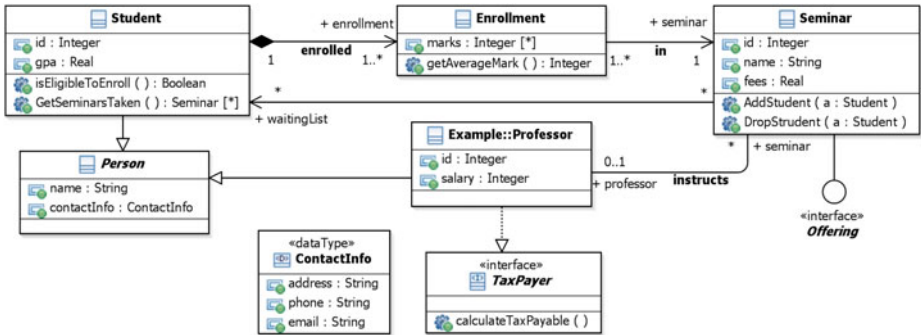 Student
id : Integer
gpa : Real
isEligibleToEnroll ( ) : Boolean
GetSeminarsTaken ( ) : Seminar [*]
+ enrollment
enrolled
1
1..*
Enrollment
marks : Integer [*]
getAverageMark ( ) : Integer
+ seminar
in
1..*
1
Seminar
id : Integer
name : String
fees : Real
AddStudent ( a : Student )
DropStrudent ( a : Student )
*
*
+ waitingList
Person
name : String
contactInfo : ContactInfo
Example::Professor
id : Integer
salary : Integer
0..1
+ professor
instructs
*
+ seminar
«interface»
Offering
«dataType»
ContactInfo
address : String
phone : String
email : String
«interface»
TaxPayer
calculateTaxPayable ( )